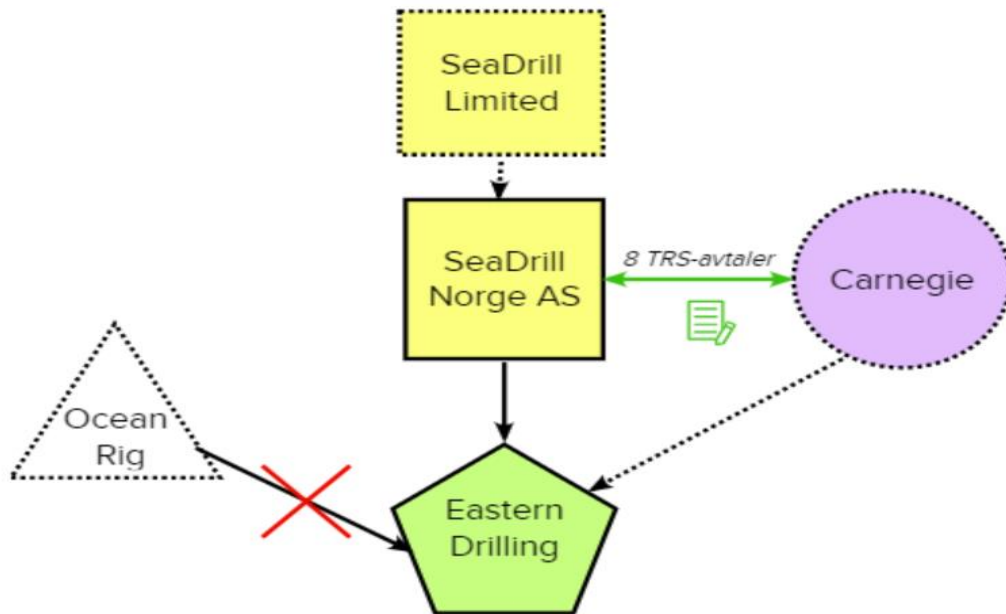 SeaDrill
Limited
SeaDrill
Norge AS
8 TRS-avtaler
Carnegie
Ocean
Rig
Eastern
Drilling